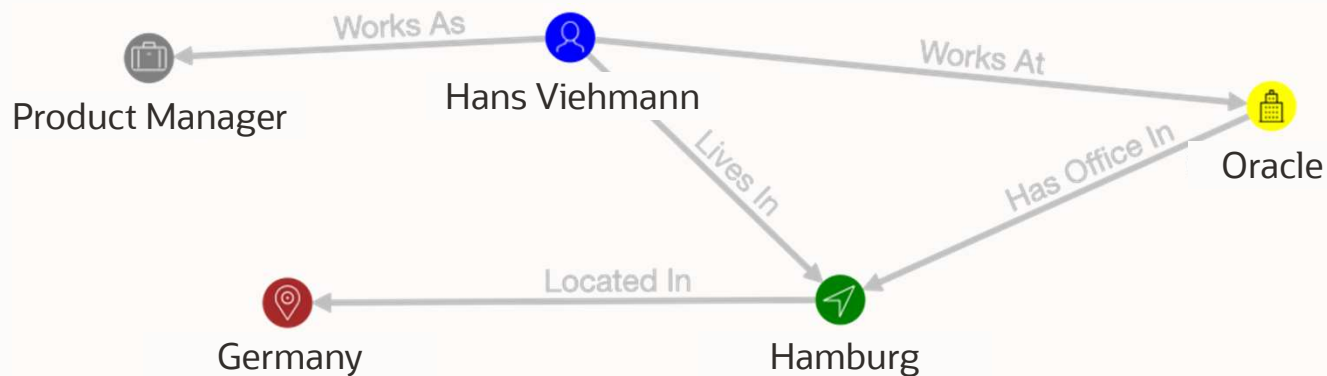 Works As
Works At
Hans Viehmann
Product Manager
Lives In
Has Office In
Oracle
Located In
Germany
Hamburg